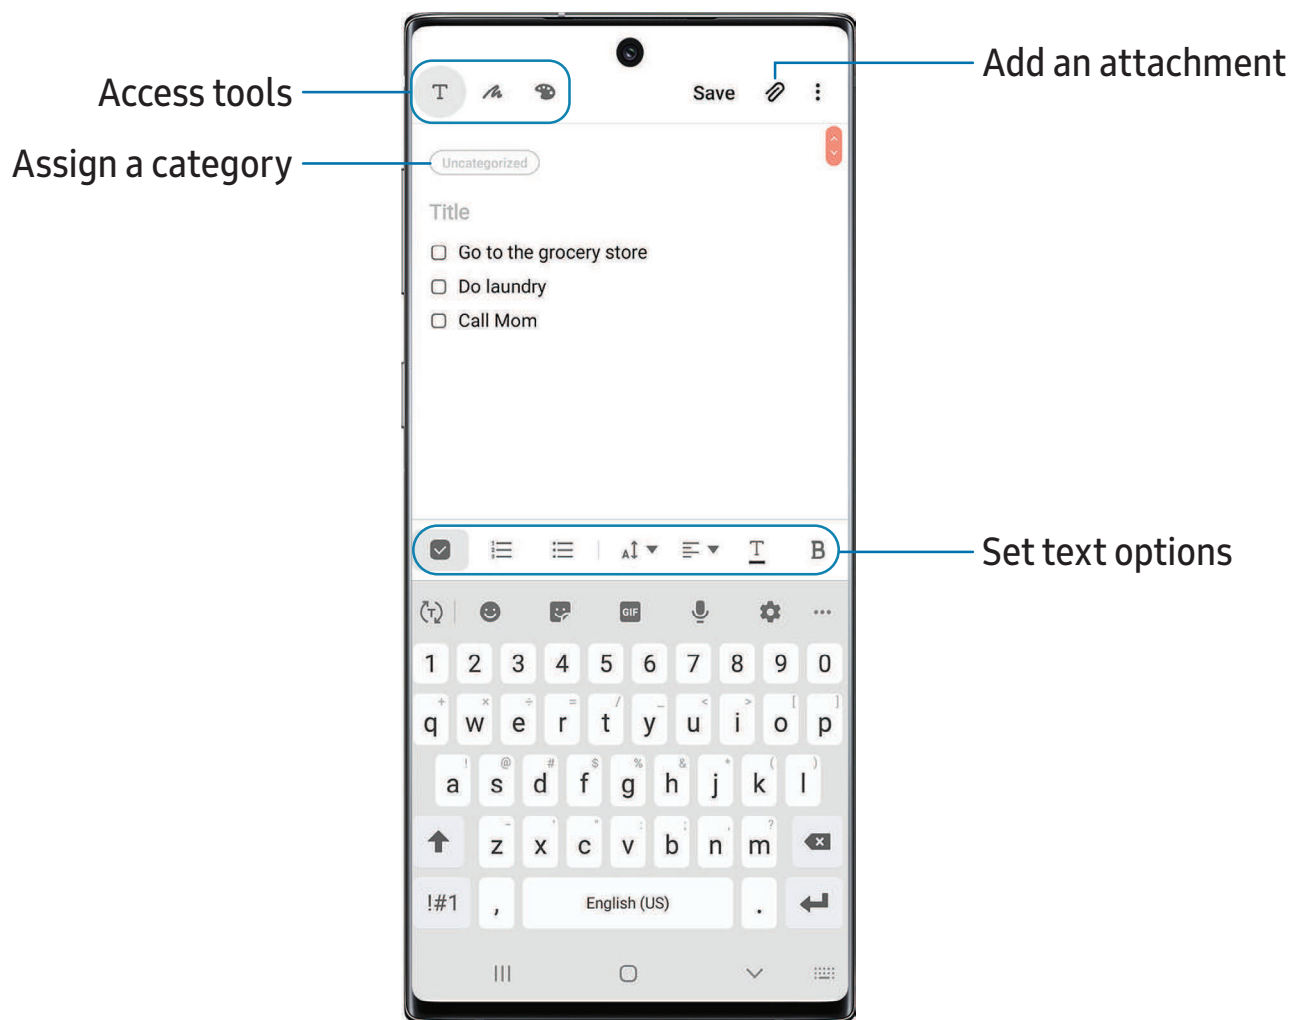 Add an attachment
Access tools
T
Save
Assign a category
Uncategorized
Title
Go to the grocery store
Do laundry
Call Mom
Set text options
A T B
T GIF
1 2 3 4 5 6 7 8 9 0
+ × ÷ = / _ < > [ ]
q w e r t y u i o p
! @ # $ % & * ( )
a s d f g h j k l
- ' " : ; , ?
z x c v b n m
!#1 , English (US) .